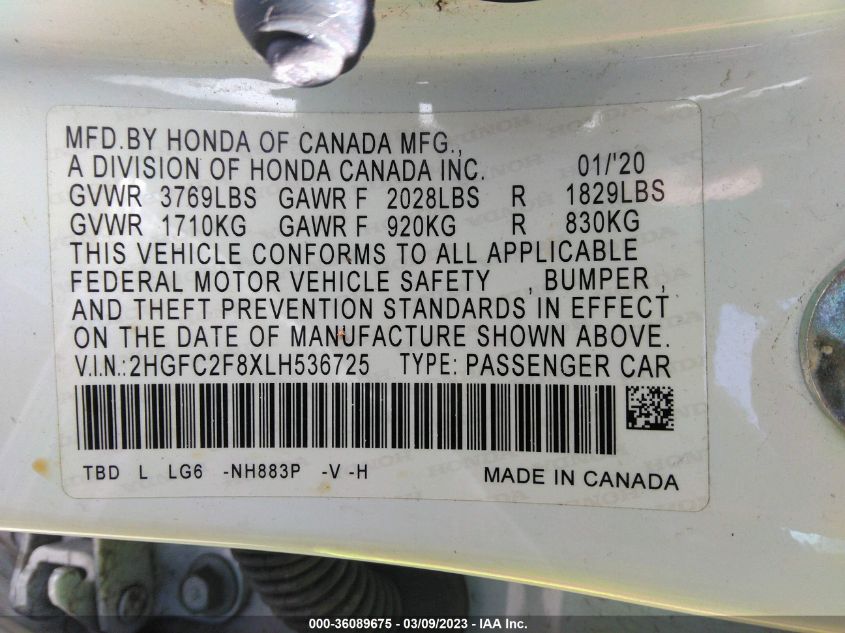 MFD.BY HONDA OF CANADA MFG.,
A DIVISION OF HONDA CANADA INC. 01/'20
GVWR 3769LBS GAWR F 2028LBS R 1829LBS
GVWR 1710KG GAWR F 920KG R 830KG
THIS VEHICLE CONFORMS TO ALL APPLICABLE
FEDERAL MOTOR VEHICLE SAFETY , BUMPER ,
AND THEFT PREVENTION STANDARDS IN EFFECT
ON THE DATE OF MANUFACTURE SHOWN ABOVE.
V.I.N.:2HGFC2F8XLH536725 TYPE: PASSENGER CAR
TBD L LG6 -NH883P -V -H MADE IN CANADA
000-36089675 - 03/09/2023 - IAA Inc.